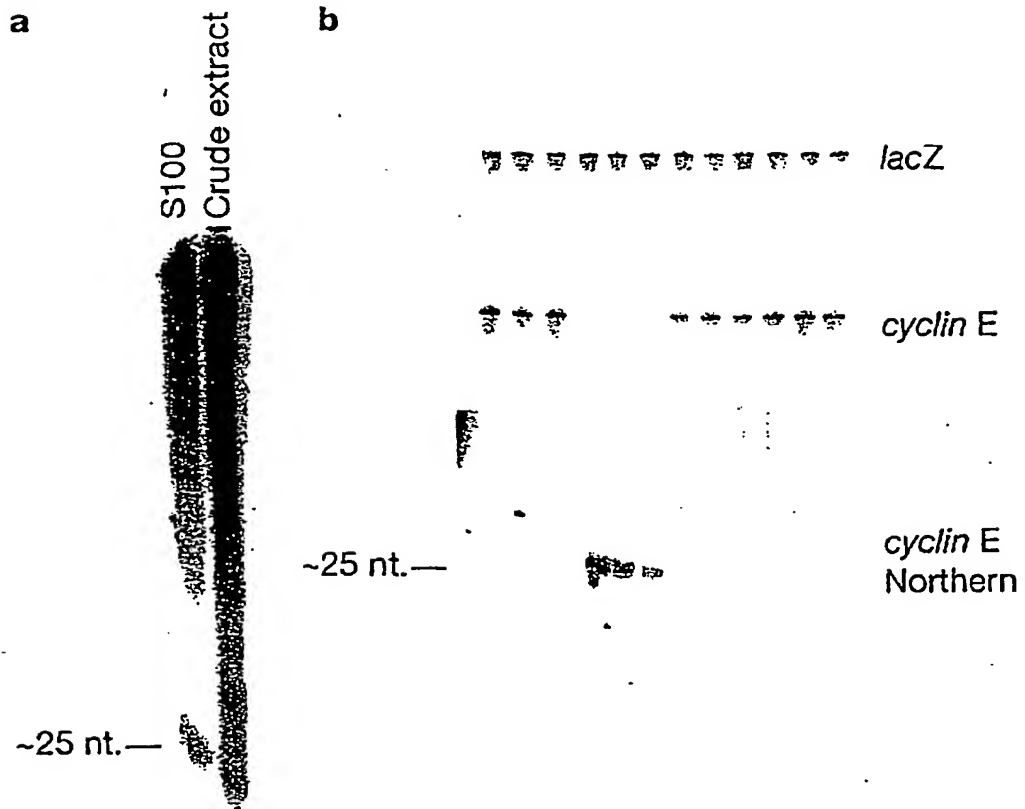 a
b
S100
Crude extract
lacZ
cyclin E
~25 nt.—
cyclin E
Northern
~25 nt.—